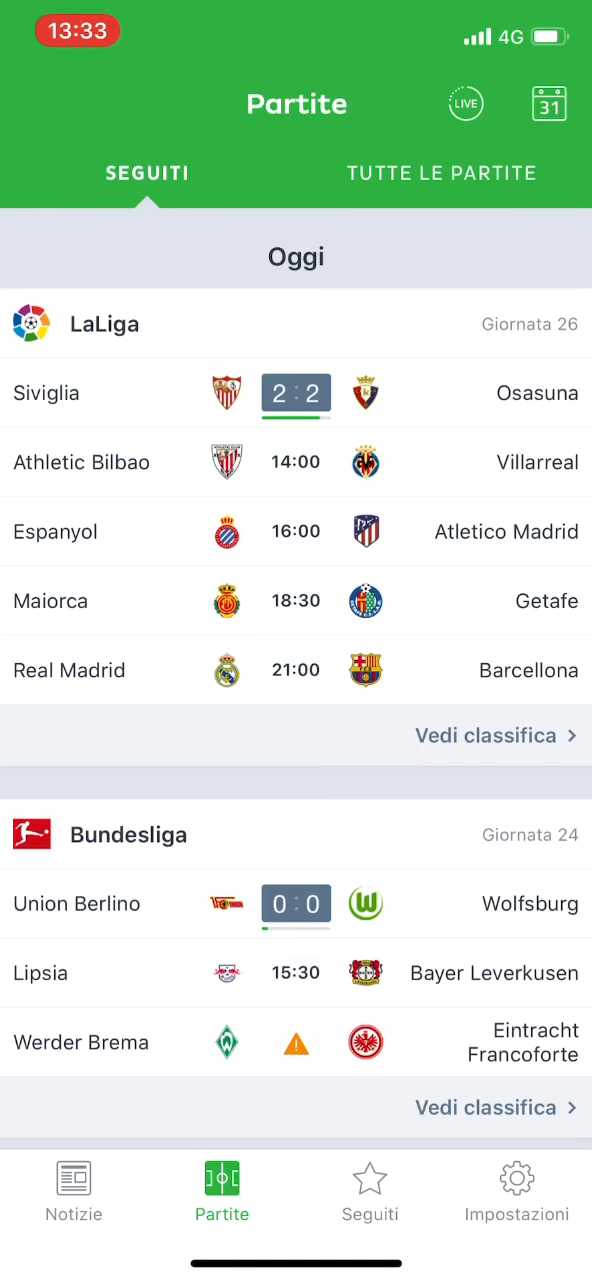 13:33
4G
Partite
LIVE
31
SEGUITI
TUTTE LE PARTITE
Oggi
LaLiga
Giornata 26
Siviglia
2 : 2
Osasuna
Athletic Bilbao
14:00
Villarreal
Espanyol
16:00
Atletico Madrid
Maiorca
18:30
Getafe
Real Madrid
21:00
Barcellona
Vedi classifica
Bundesliga
Giornata 24
Union Berlino
0 : 0
Wolfsburg
Lipsia
15:30
Bayer Leverkusen
Werder Brema
Eintracht
Francoforte
Vedi classifica
Notizie
Partite
Seguiti
Impostazioni